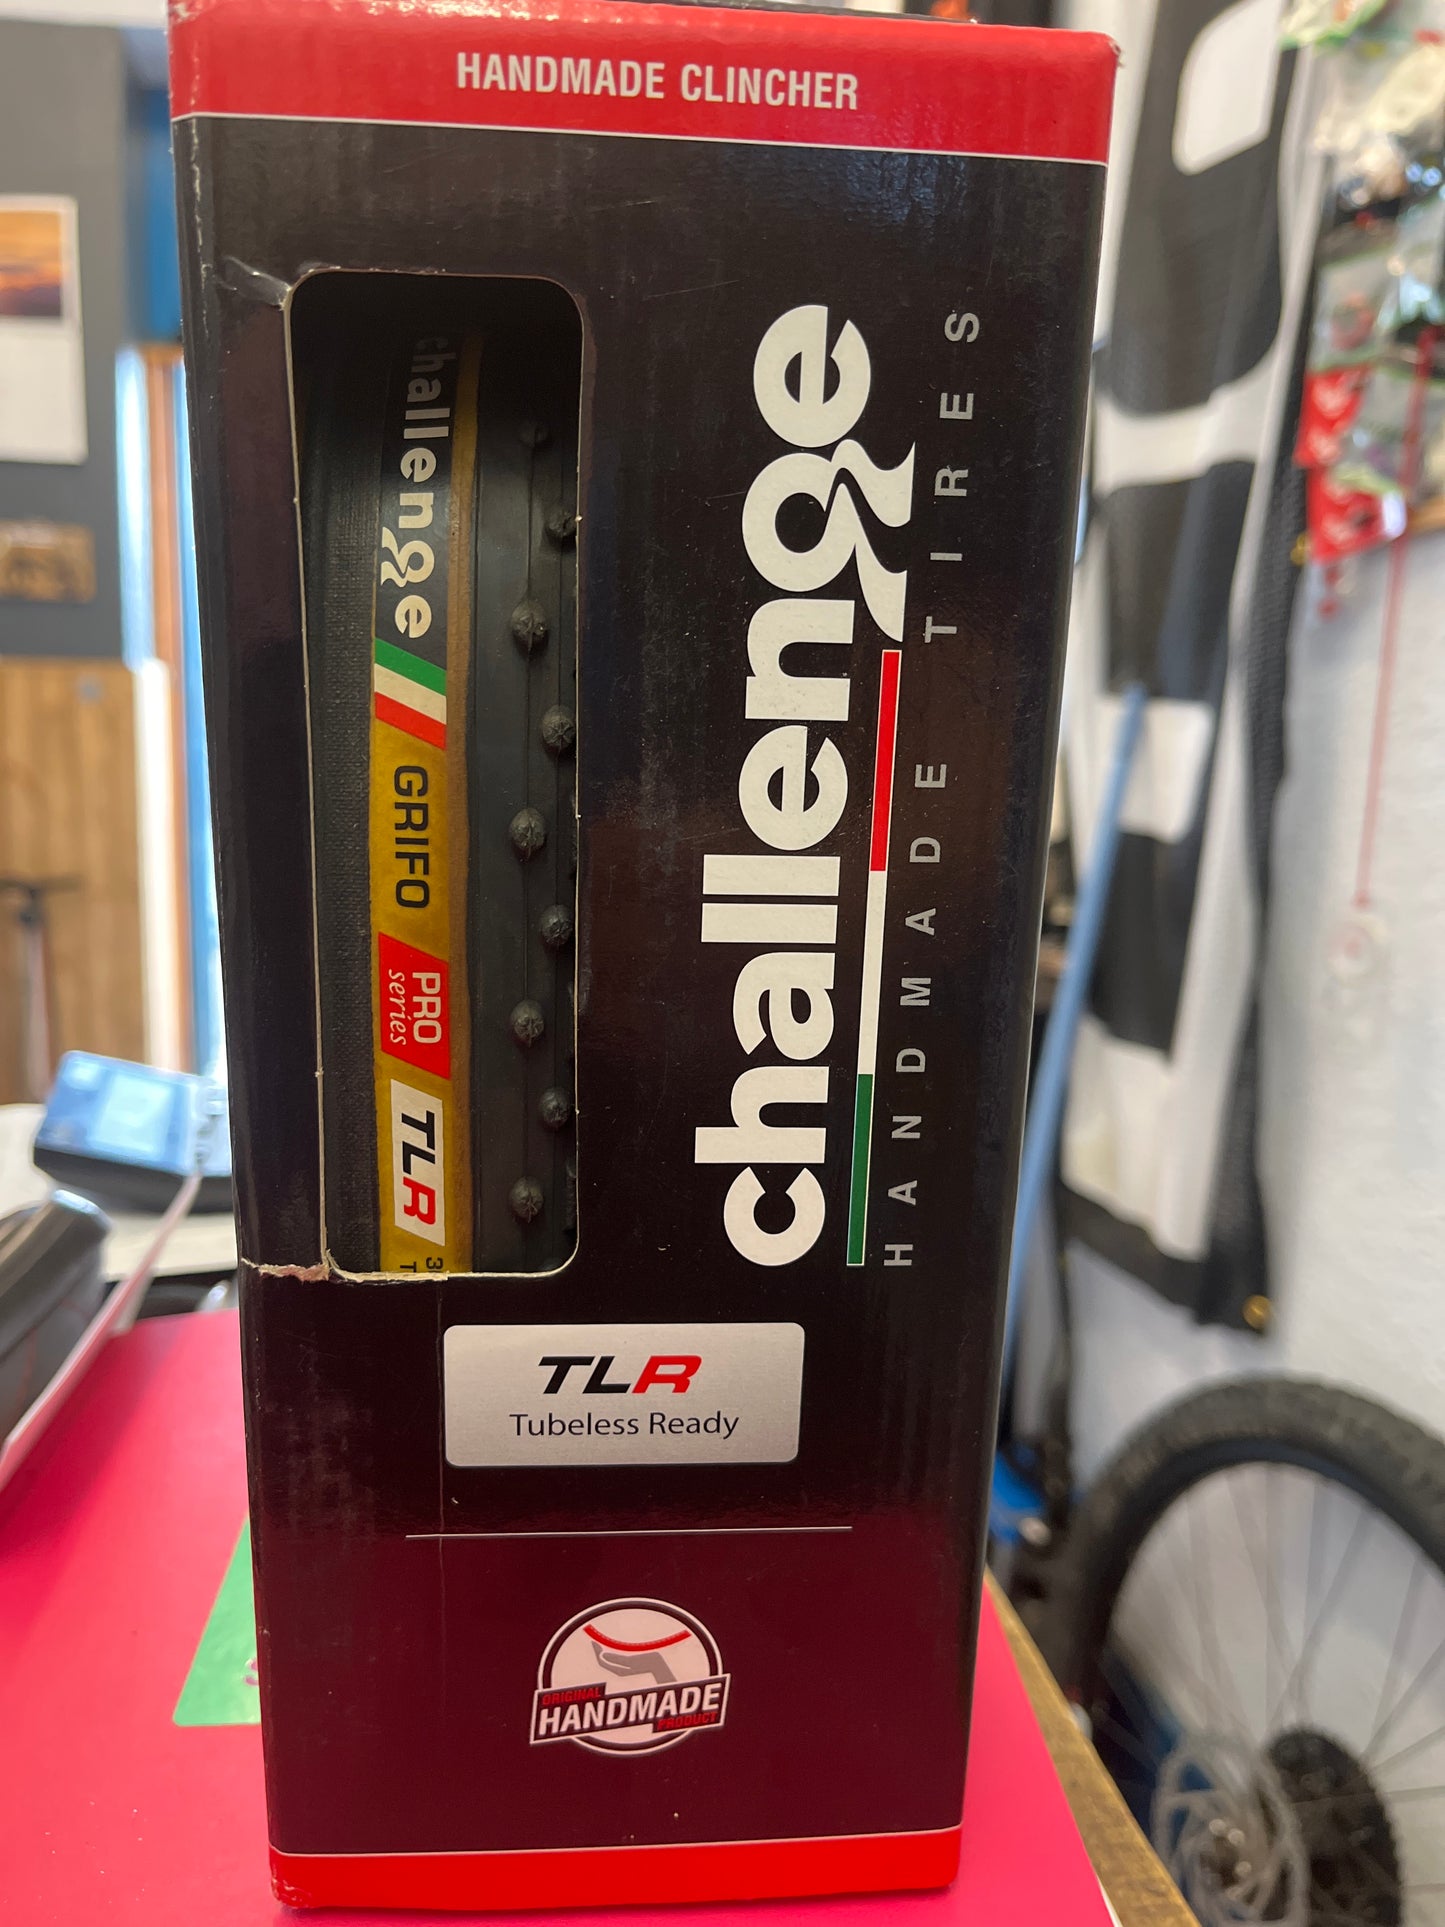 HANDMADE CLINCHER
challenge
GRIFO
PRO
series
TLR
challenge
HANDMADE TIRES
TLR
Tubeless Ready
ORIGINAL
HANDMADE
PRODUCT